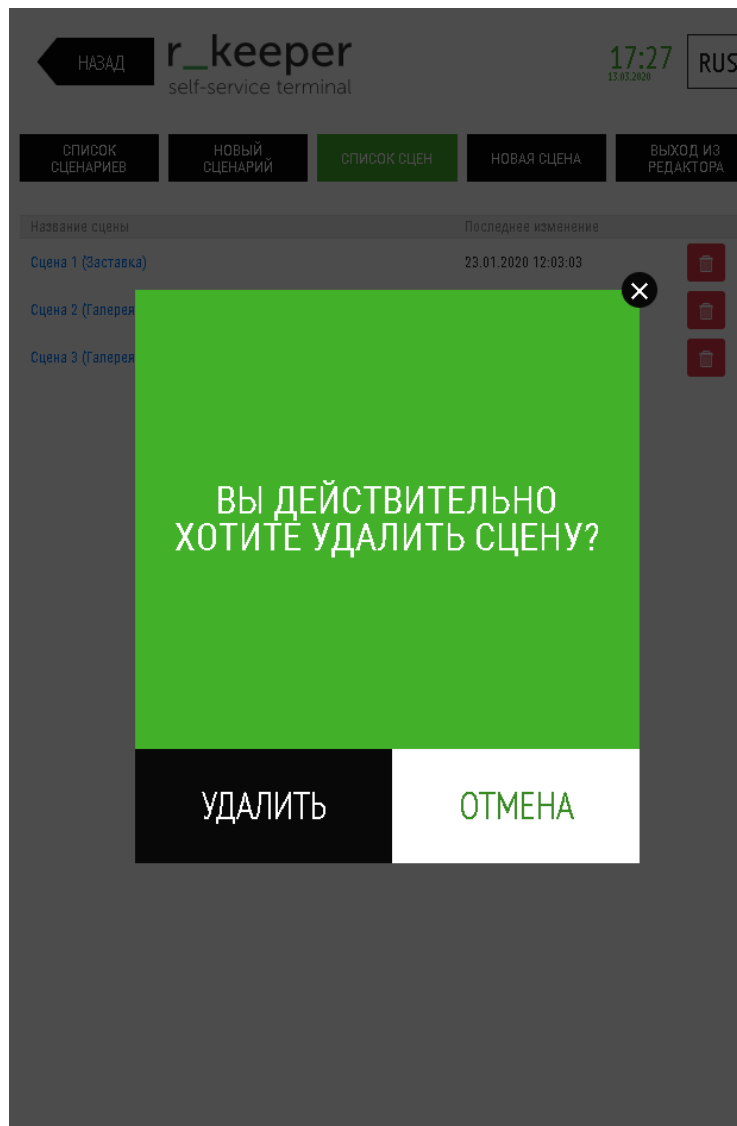 НАЗАД
r_keeper
self-service terminal
17:27
13.03.2020
RUS
СПИСОК
СЦЕНАРИЕВ
НОВЫЙ
СЦЕНАРИЙ
СПИСОК СЦЕН
НОВАЯ СЦЕНА
ВЫХОД ИЗ
РЕДАКТОРА
Название сцены
Последнее изменение
Сцена 1 (Заставка)
23.01.2020 12:03:03
Сцена 2 (Галерея
Сцена 3 (Галерея
ВЫ ДЕЙСТВИТЕЛЬНО
ХОТИТЕ УДАЛИТЬ СЦЕНУ?
УДАЛИТЬ
ОТМЕНА